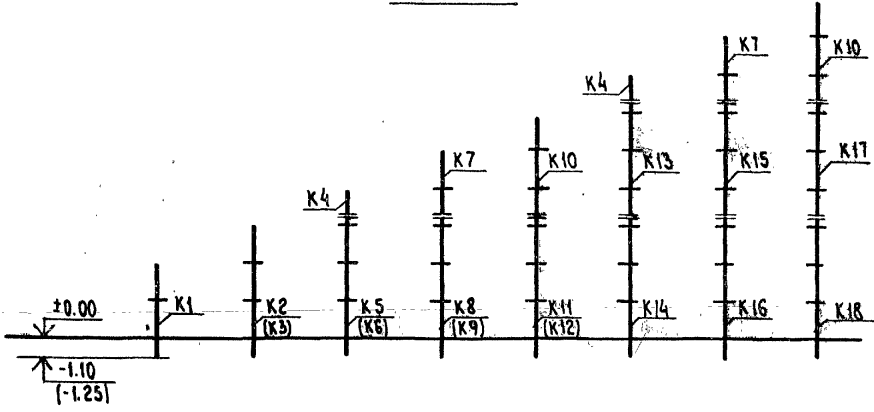 K7
K10
K4
K4
K7
K10
K13
K15
K17
±0.00
K1
K2
(K3)
K5
(K6)
K8
(K9)
K11
(K12)
K14
K16
K18
-1.10
(-1.25)